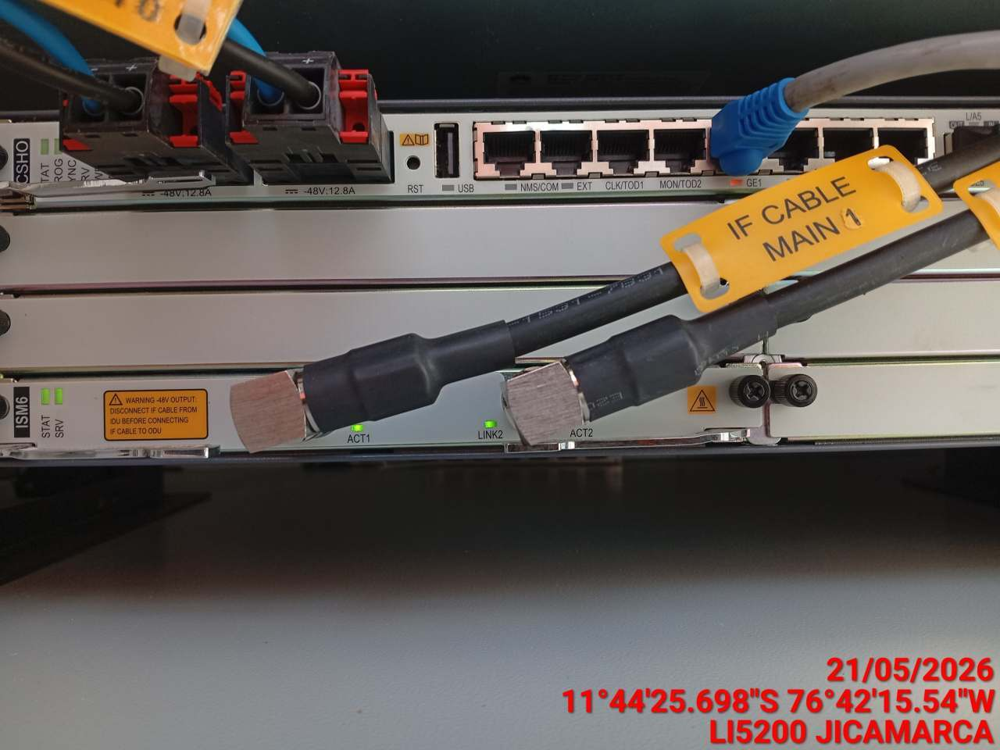 +
+
CSHO
STAT
PROG
SYNC
SRV
-48V;12.8A
-48V;12.8A
RST
USB
NMS/COM
EXT
CLK/TOD1
MON/TOD2
GE1
L/A5
IF CABLE
MAIN 1
ISM6
STAT
SRV
WARNING -48V OUTPUT:
DISCONNECT IF CABLE FROM
IDU BEFORE CONNECTING
IF CABLE TO ODU
ACT1
LINK2
ACT2
21/05/2026
11°44'25.698"S 76°42'15.54"W
LI5200 JICAMARCA